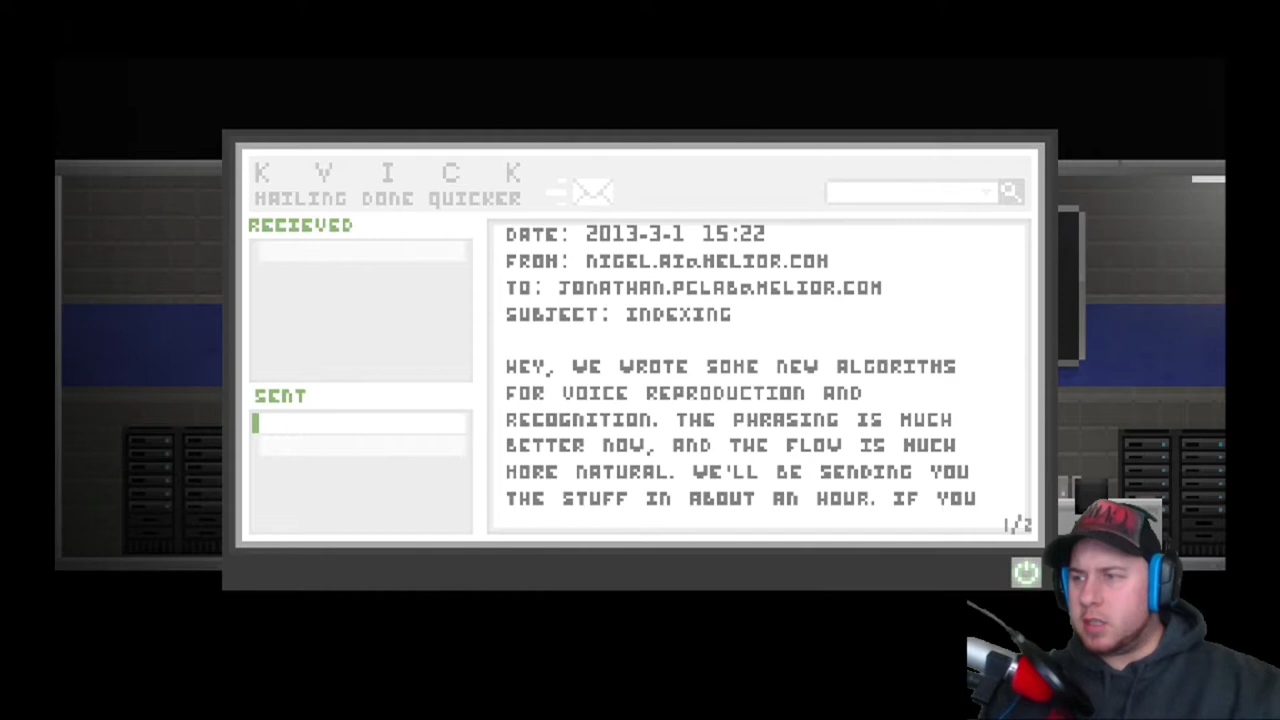 K V I C K
MAILING DONE QUICKER
RECIEVED
SENT
DATE: 2013-3-1 15:22
FROM: NIGEL.AI@MELIOR.COM
TO: JONATHAN.PCLAB@MELIOR.COM
SUBJECT: INDEXING
HEY, WE WROTE SOME NEW ALGORITHS
FOR VOICE REPRODUCTION AND
RECOGNITION. THE PHRASING IS MUCH
BETTER NOW, AND THE FLOW IS MUCH
MORE NATURAL. WE'LL BE SENDING YOU
THE STUFF IN ABOUT AN HOUR. IF YOU
1/2